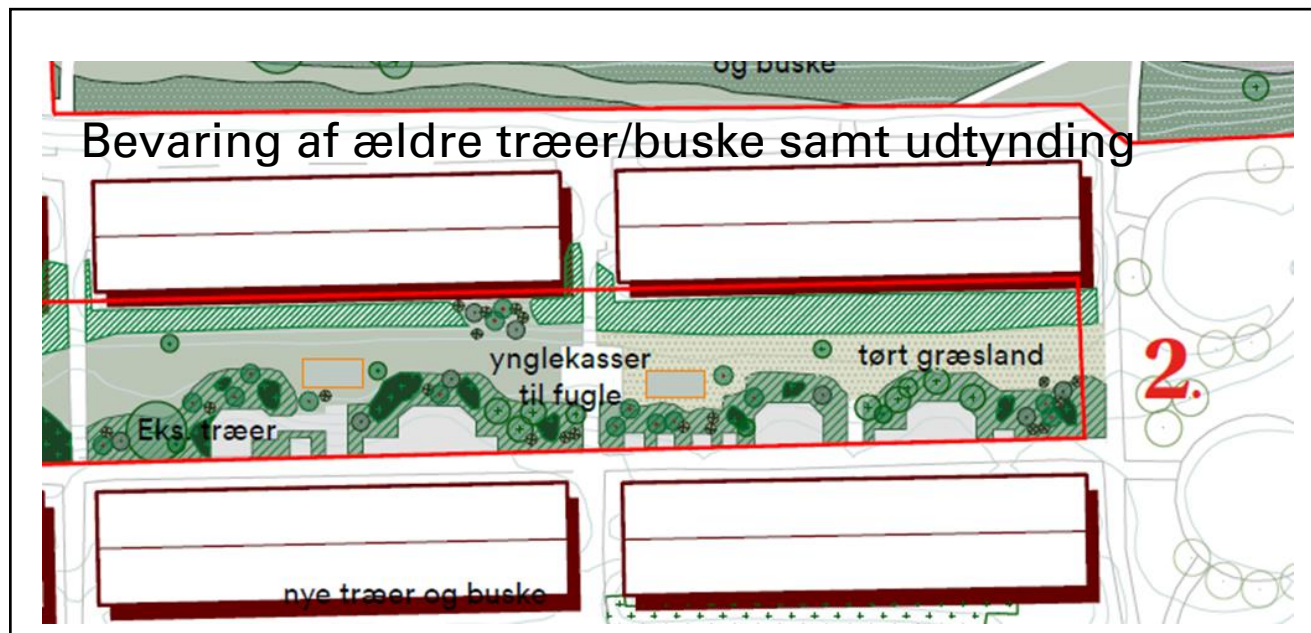 og buske
Bevaring af ældre træer/buske samt udtynding
ynglekasser
til fugle
tørt græsland
2.
Eks. træer
nye træer og buske